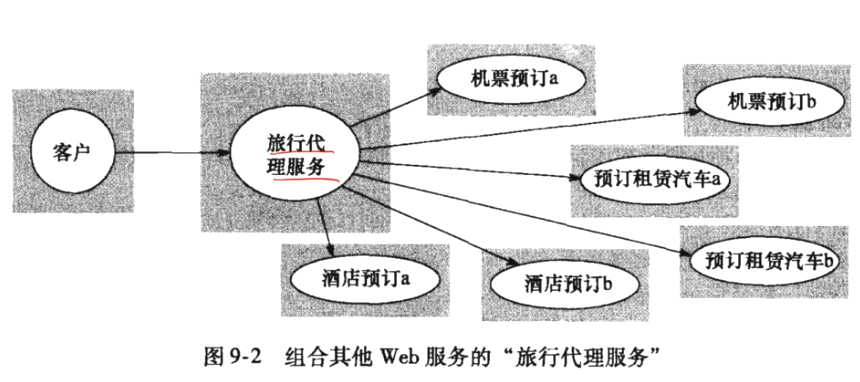 机票预订a
机票预订b
客户
旅行代
理服务
预订租赁汽车a
预订租赁汽车b
酒店预订a
酒店预订b
图 9-2 组合其他 Web 服务的“旅行代理服务”